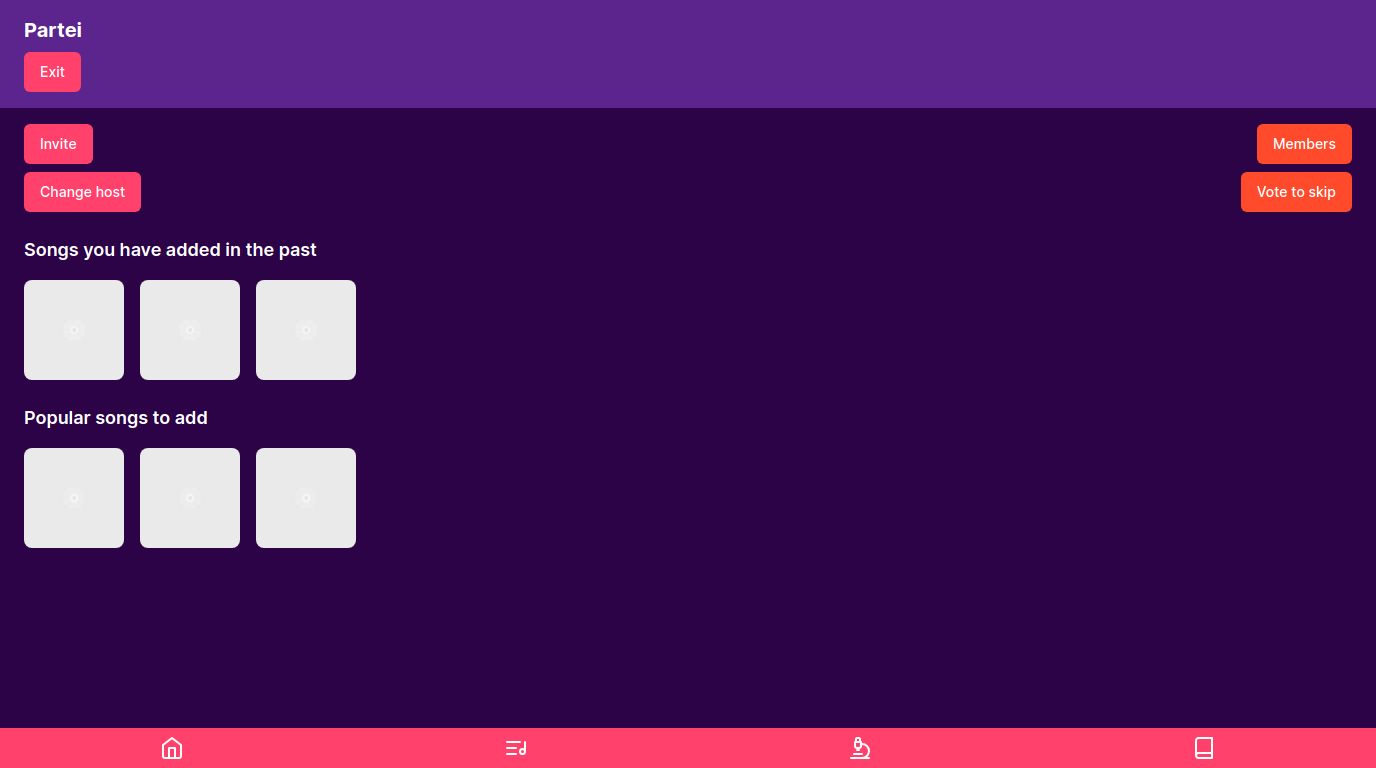 Partei
Exit
Invite
Members
Change host
Vote to skip
Songs you have added in the past
Popular songs to add